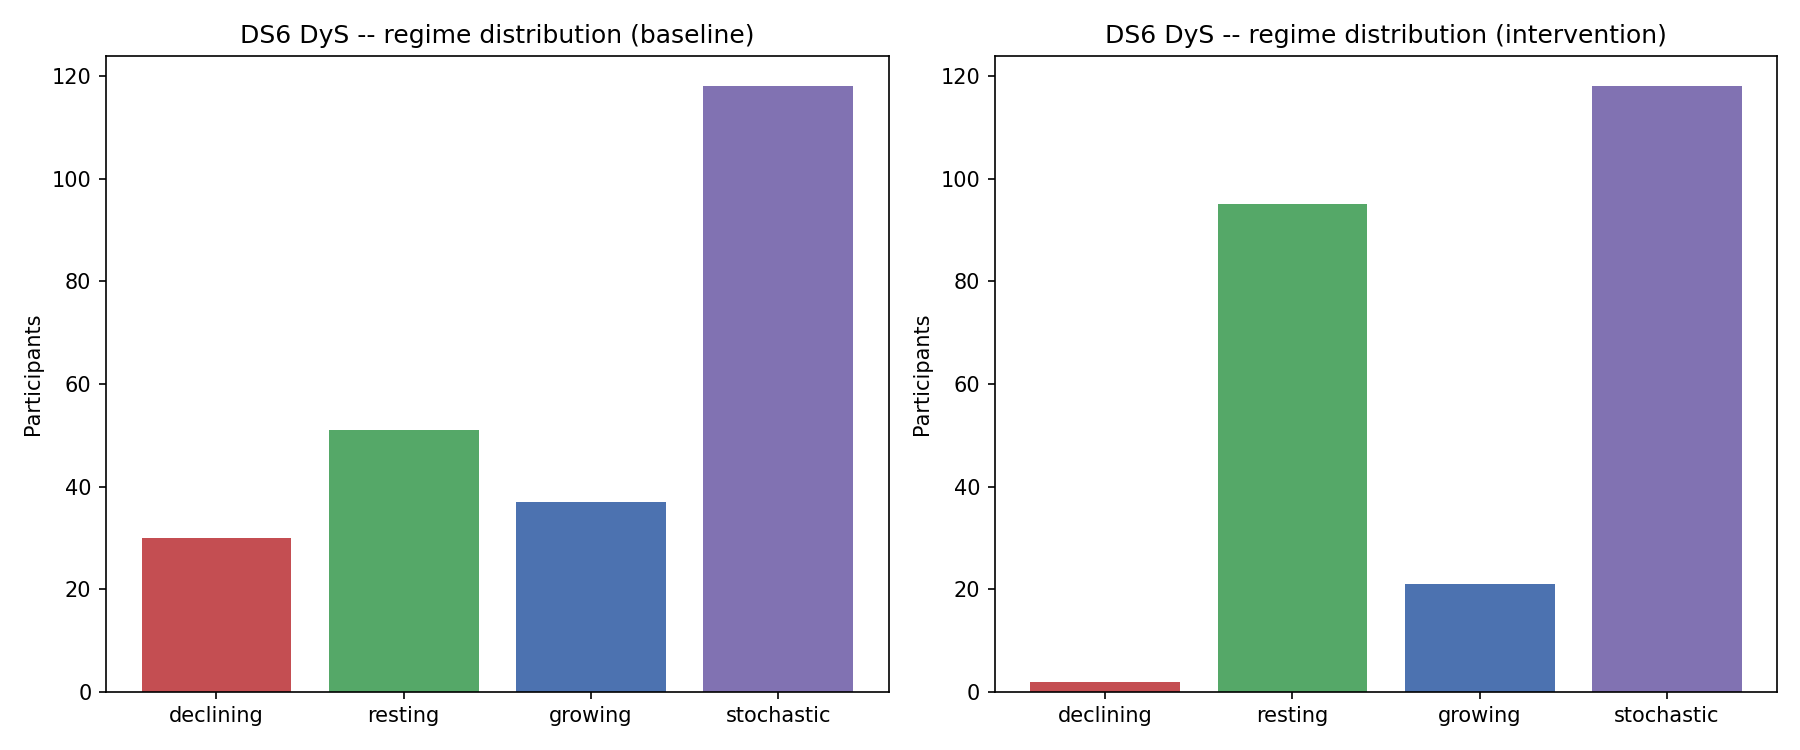 DS6 DyS -- regime distribution (baseline)
Participants
120
100
80
60
40
20
0
declining resting growing stochastic
DS6 DyS -- regime distribution (intervention)
Participants
120
100
80
60
40
20
0
declining resting growing stochastic